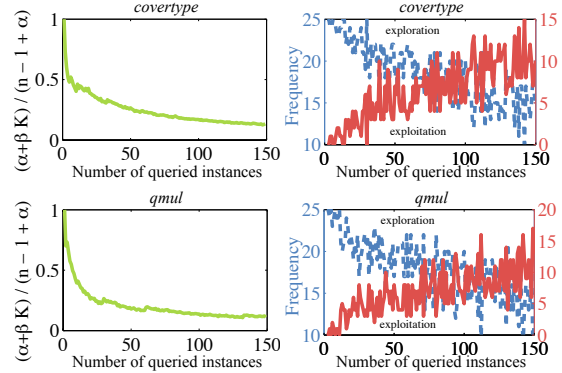 covertype
(α+β K) / (n − 1 + α)
1
0.5
0
0 50 100 150
Number of queried instances
covertype
Frequency
25
20
15
10
exploration
exploitation
15
10
5
0
0 50 100 150
Number of queried instances
qmul
(α+β K) / (n − 1 + α)
1
0.5
0
0 50 100 150
Number of queried instances
qmul
Frequency
25
20
15
10
exploration
exploitation
20
15
10
5
0
0 50 100 150
Number of queried instances